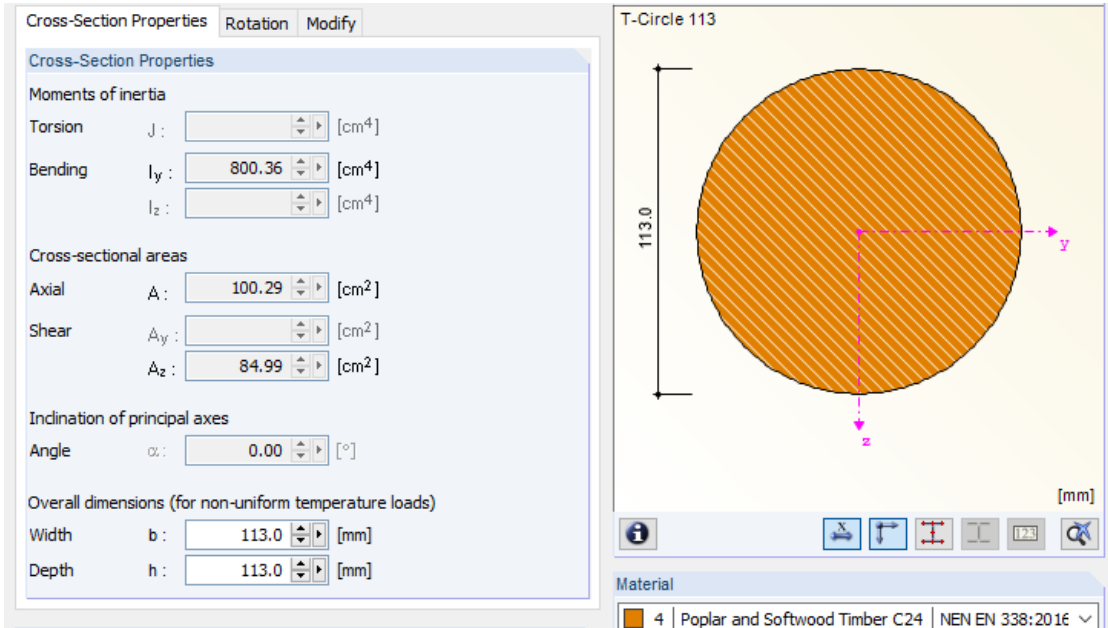 Cross-Section Properties Rotation Modify
Cross-Section Properties
Moments of inertia
Torsion J : [cm4]
Bending Iy : 800.36 [cm4]
Iz : [cm4]
Cross-sectional areas
Axial A : 100.29 [cm2]
Shear Ay : [cm2]
Az : 84.99 [cm2]
Inclination of principal axes
Angle α : 0.00 [°]
Overall dimensions (for non-uniform temperature loads)
Width b : 113.0 [mm]
Depth h : 113.0 [mm]
T-Circle 113
113.0
y
z
[mm]
X 123
Material
4 Poplar and Softwood Timber C24 NEN EN 338:2016